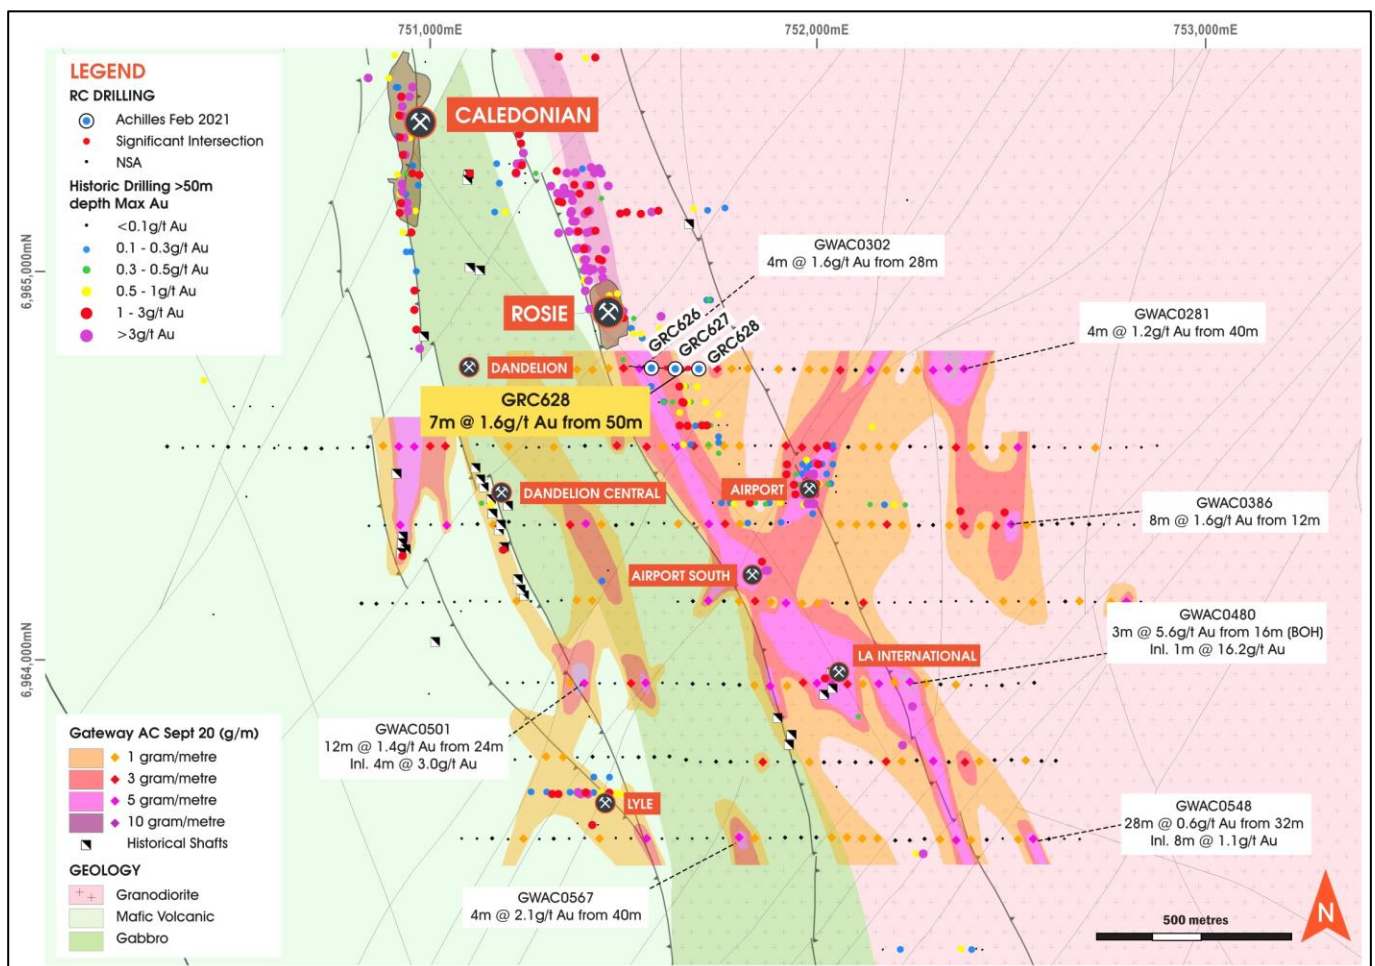 751,000mE
752,000mE
753,000mE
6,965,000mN
6,964,000mN
LEGEND
RC DRILLING
Achilles Feb 2021
Significant Intersection
NSA
Historic Drilling >50m
depth Max Au
<0.1g/t Au
0.1 - 0.3g/t Au
0.3 - 0.5g/t Au
0.5 - 1g/t Au
1 - 3g/t Au
>3g/t Au
CALEDONIAN
ROSIE
GRC626
GRC627
GRC628
GWAC0302
4m @ 1.6g/t Au from 28m
GWAC0281
4m @ 1.2g/t Au from 40m
DANDELION
GRC628
7m @ 1.6g/t Au from 50m
DANDELION CENTRAL
AIRPORT
GWAC0386
8m @ 1.6g/t Au from 12m
AIRPORT SOUTH
GWAC0480
3m @ 5.6g/t Au from 16m (BOH)
Inl. 1m @ 16.2g/t Au
LA INTERNATIONAL
GWAC0501
12m @ 1.4g/t Au from 24m
Inl. 4m @ 3.0g/t Au
LYLE
GWAC0548
28m @ 0.6g/t Au from 32m
Inl. 8m @ 1.1g/t Au
GWAC0567
4m @ 2.1g/t Au from 40m
Gateway AC Sept 20 (g/m)
1 gram/metre
3 gram/metre
5 gram/metre
10 gram/metre
Historical Shafts
GEOLOGY
Granodiorite
Mafic Volcanic
Gabbro
500 metres
N